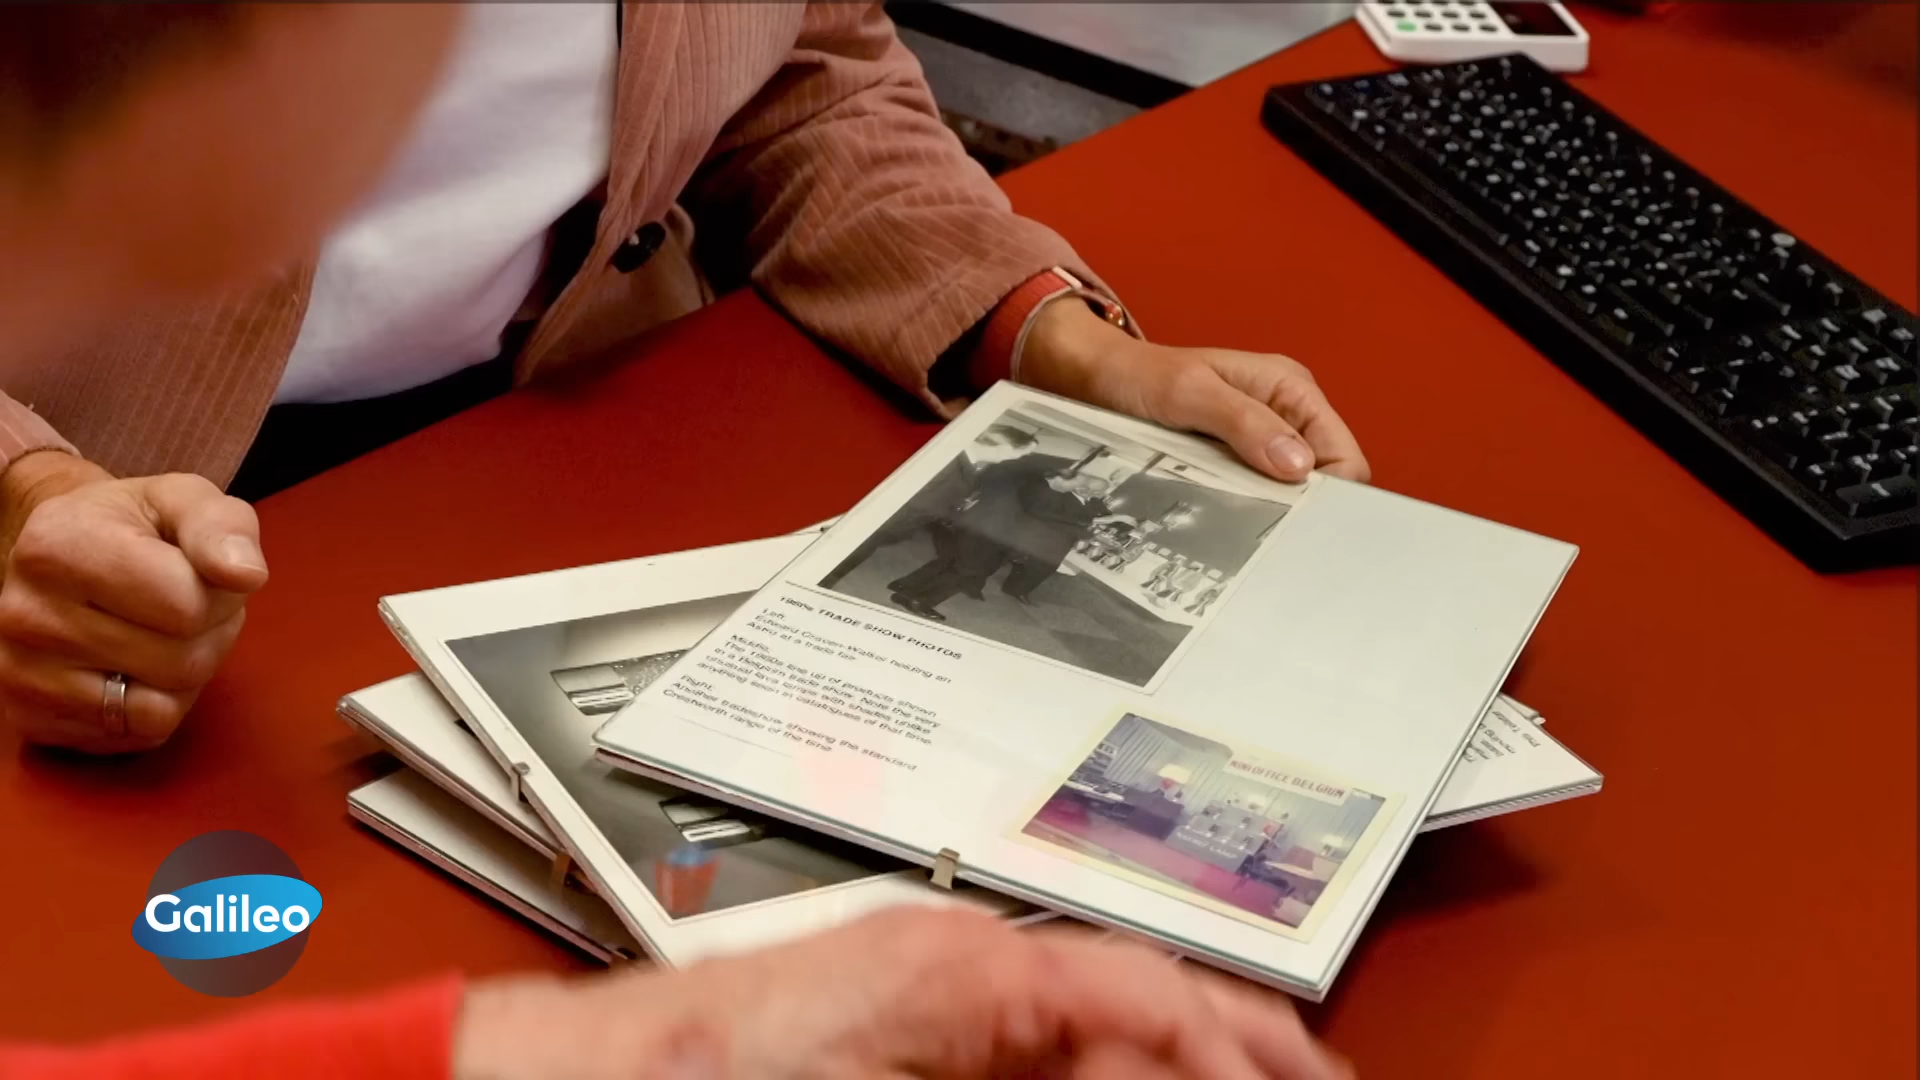 1960s TRADE SHOW PHOTOS
Left.
Edward Craven-Walker holding an
Astro at a trade fair.
Middle.
The 1960s line up of products shown
in a Belgium trade show. Note the very
unusual lava lamps with shades unlike
anything seen in catalogues of that time.
Right.
Another tradeshow showing the standard
Crestworth range of the time.
OFFICE BELGIUM
Galileo